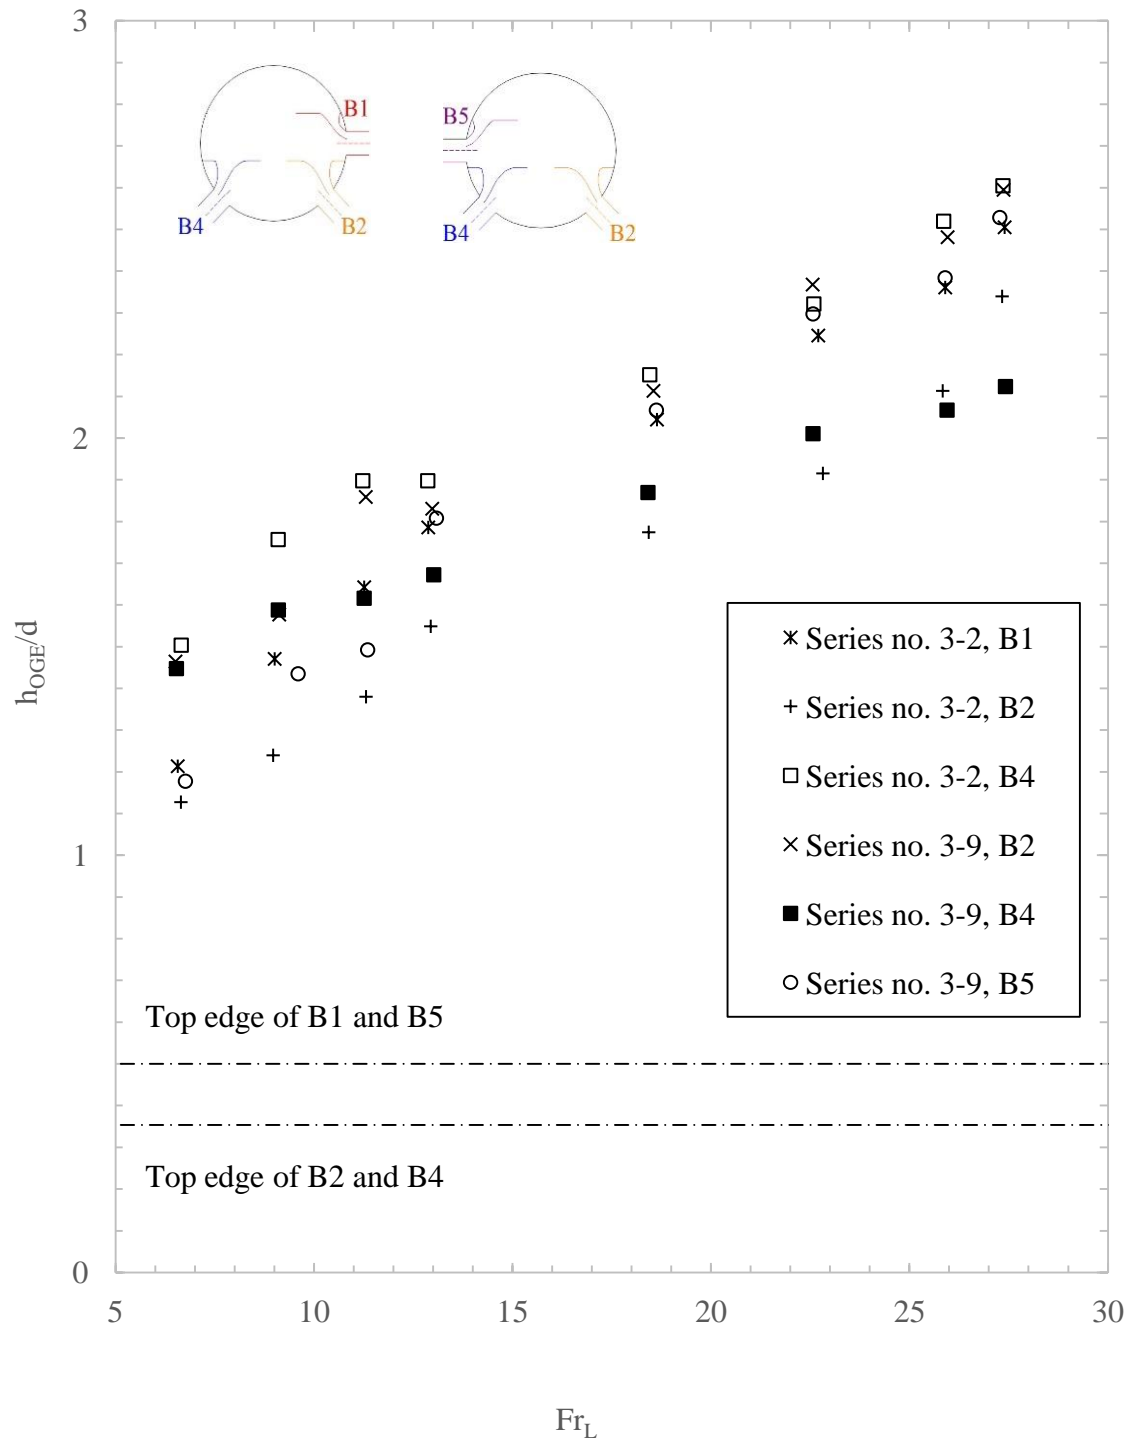 3
B1
B5
B4
B2
B4
B2
2
h_OGE/d
Series no. 3-2, B1
Series no. 3-2, B2
Series no. 3-2, B4
Series no. 3-9, B2
Series no. 3-9, B4
Series no. 3-9, B5
1
Top edge of B1 and B5
Top edge of B2 and B4
0
5 10 15 20 25 30
Fr_L